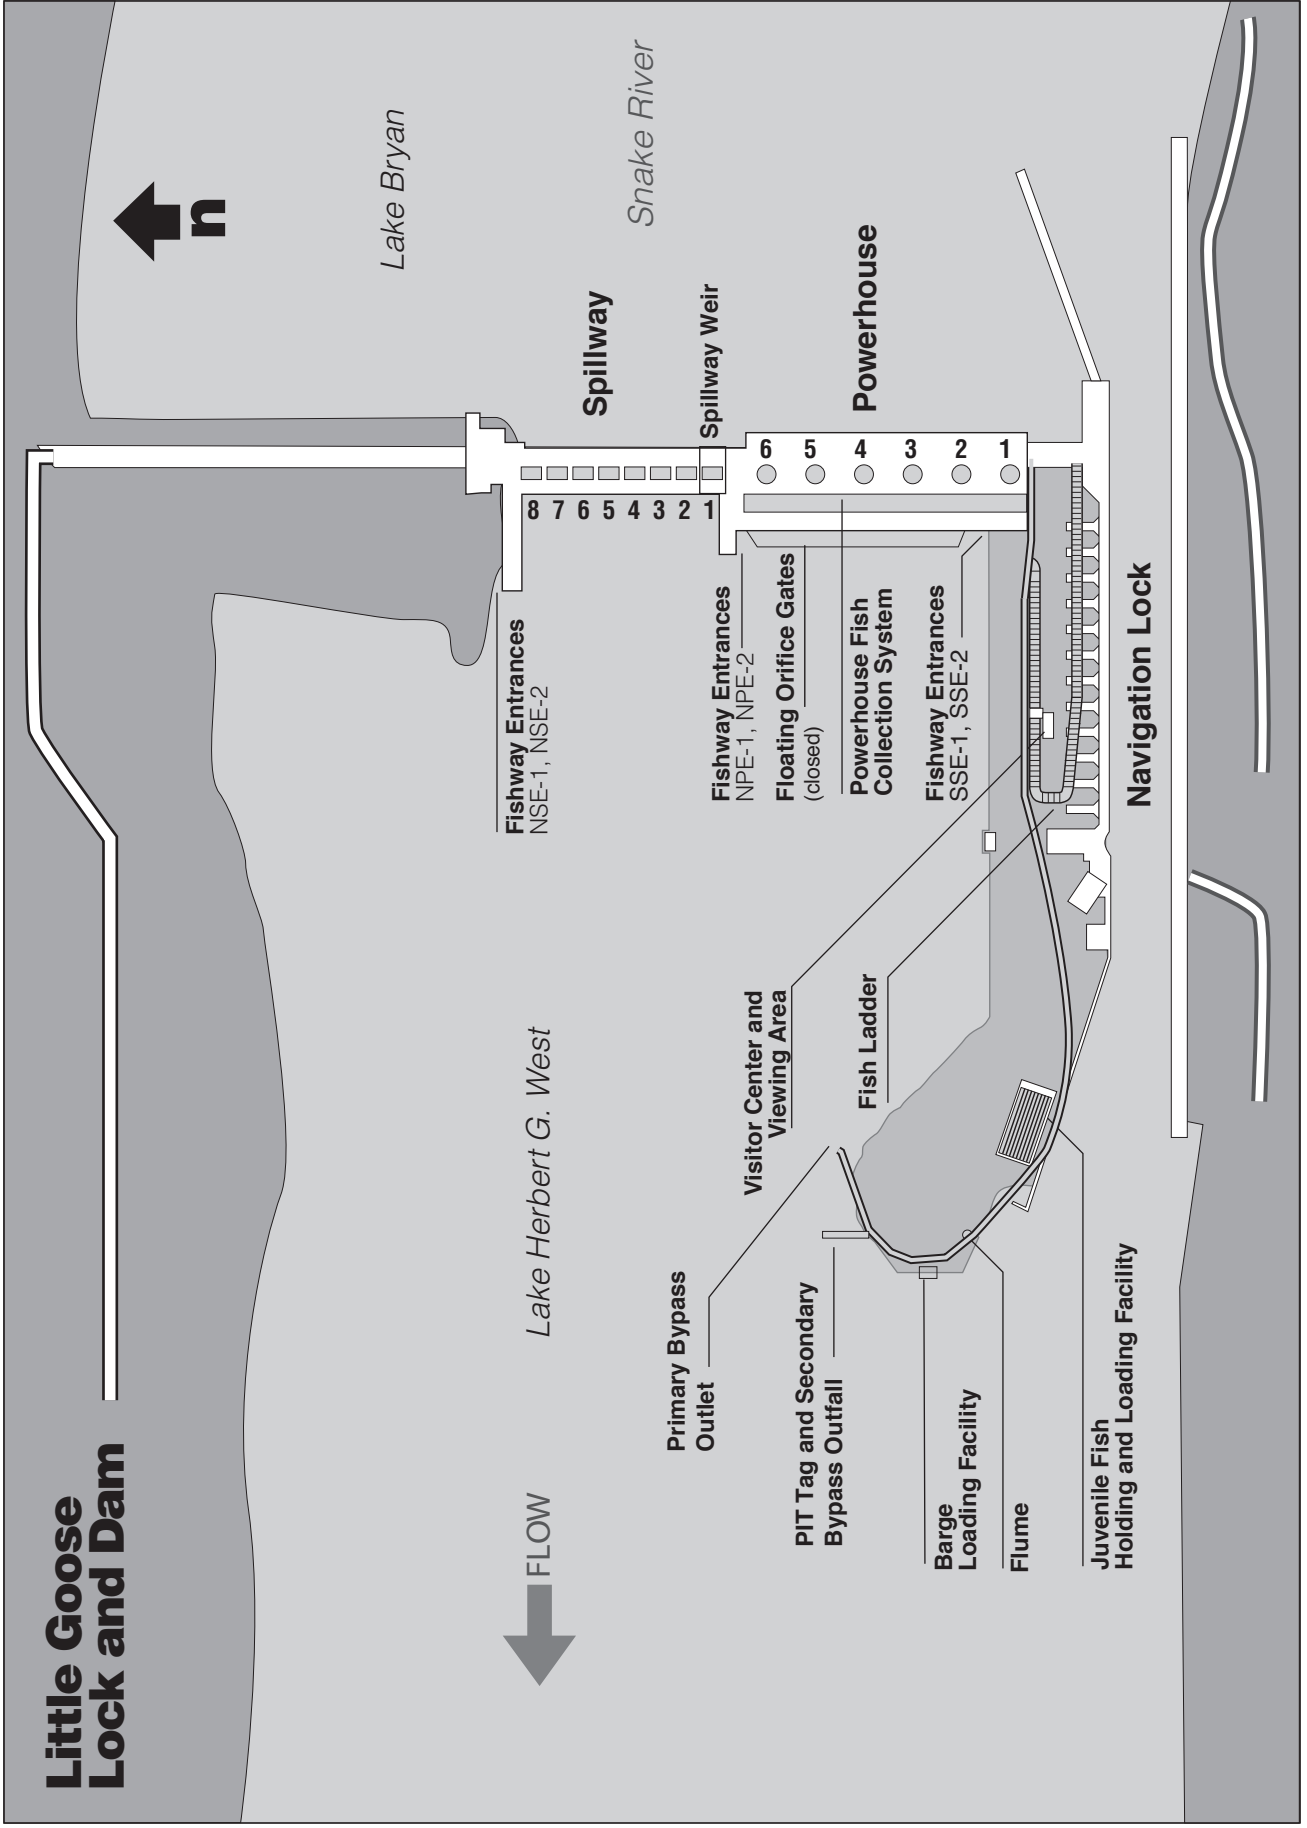 Little Goose
Lock and Dam
n
Lake Bryan
Snake River
Spillway
Spillway Weir
Powerhouse
8 7 6 5 4 3 2 1
6 5 4 3 2 1
Fishway Entrances
NSE-1, NSE-2
Fishway Entrances
NPE-1, NPE-2
Floating Orifice Gates
(closed)
Powerhouse Fish
Collection System
Fishway Entrances
SSE-1, SSE-2
Navigation Lock
Lake Herbert G. West
Visitor Center and
Viewing Area
Fish Ladder
FLOW
Primary Bypass
Outlet
PIT Tag and Secondary
Bypass Outfall
Barge
Loading Facility
Flume
Juvenile Fish
Holding and Loading Facility